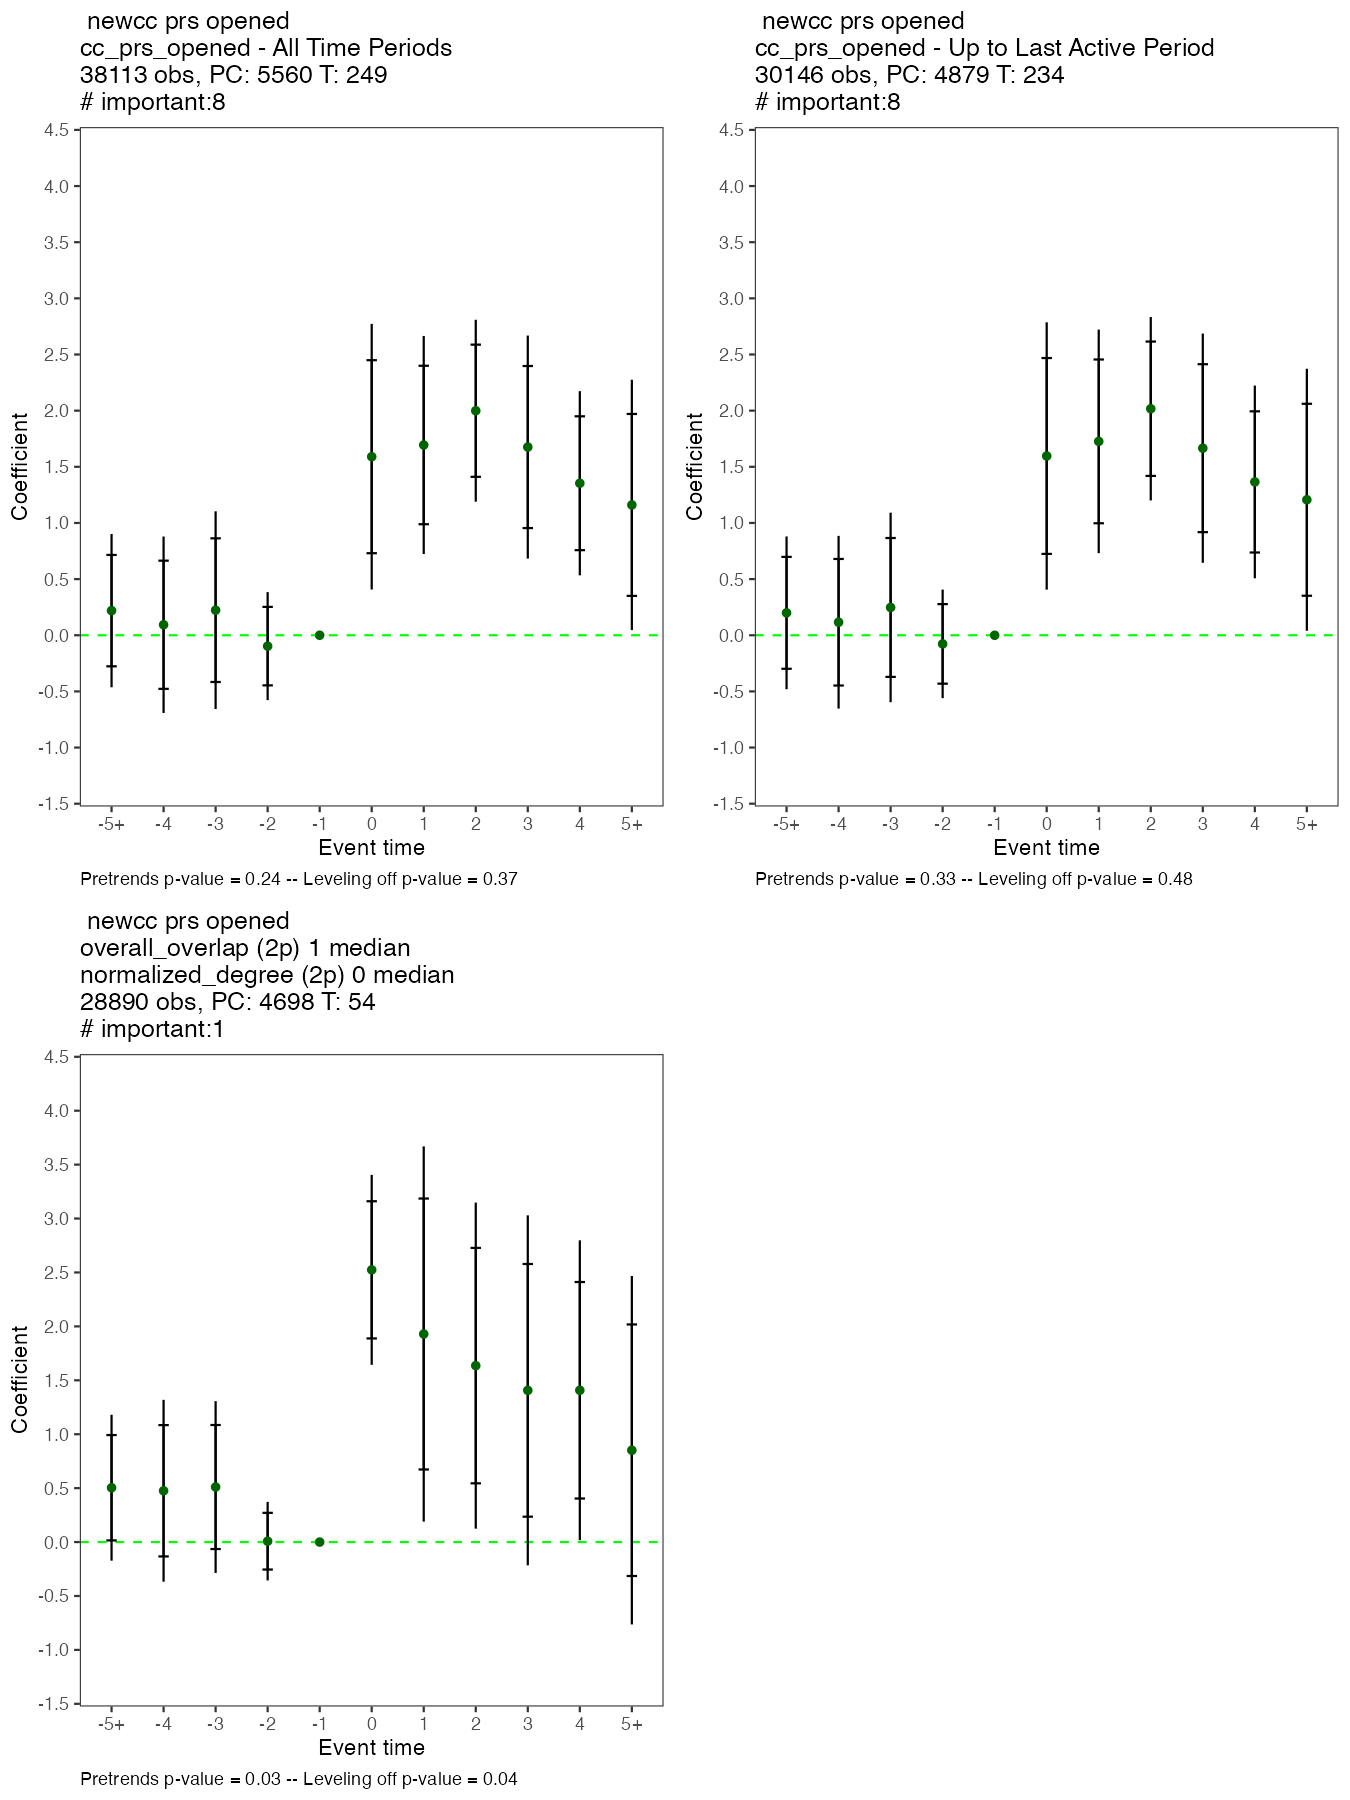 newcc prs opened
cc_prs_opened - All Time Periods
38113 obs, PC: 5560 T: 249
# important:8
4.5
4.0
3.5
3.0
2.5
2.0
1.5
1.0
0.5
0.0
-0.5
-1.0
-1.5
Coefficient
-5+ -4 -3 -2 -1 0 1 2 3 4 5+
Event time
Pretrends p-value = 0.24 -- Leveling off p-value = 0.37
newcc prs opened
cc_prs_opened - Up to Last Active Period
30146 obs, PC: 4879 T: 234
# important:8
4.5
4.0
3.5
3.0
2.5
2.0
1.5
1.0
0.5
0.0
-0.5
-1.0
-1.5
Coefficient
-5+ -4 -3 -2 -1 0 1 2 3 4 5+
Event time
Pretrends p-value = 0.33 -- Leveling off p-value = 0.48
newcc prs opened
overall_overlap (2p) 1 median
normalized_degree (2p) 0 median
28890 obs, PC: 4698 T: 54
# important:1
4.5
4.0
3.5
3.0
2.5
2.0
1.5
1.0
0.5
0.0
-0.5
-1.0
-1.5
Coefficient
-5+ -4 -3 -2 -1 0 1 2 3 4 5+
Event time
Pretrends p-value = 0.03 -- Leveling off p-value = 0.04